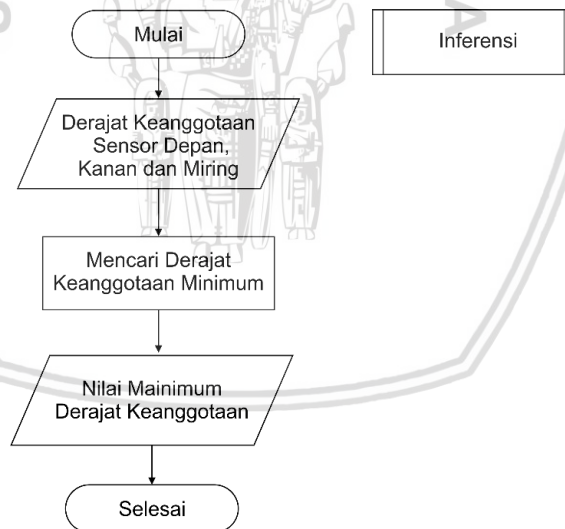 Mulai
Inferensi
Derajat Keanggotaan
Sensor Depan,
Kanan dan Miring
Mencari Derajat
Keanggotaan Minimum
Nilai Mainimum
Derajat Keanggotaan
Selesai